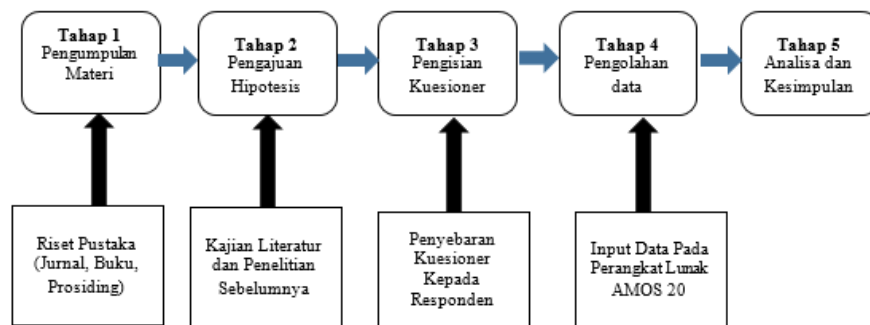 Tahap 1
Pengumpulan
Materi
Tahap 2
Pengajuan
Hipotesis
Tahap 3
Pengisian
Kuesioner
Tahap 4
Pengolahan
data
Tahap 5
Analisa dan
Kesimpulan
Riset Pustaka
(Jurnal, Buku,
Prosiding)
Kajian Literatur
dan Penelitian
Sebelumnya
Penyebaran
Kuesioner
Kepada
Responden
Input Data Pada
Perangkat Lunak
AMOS 20